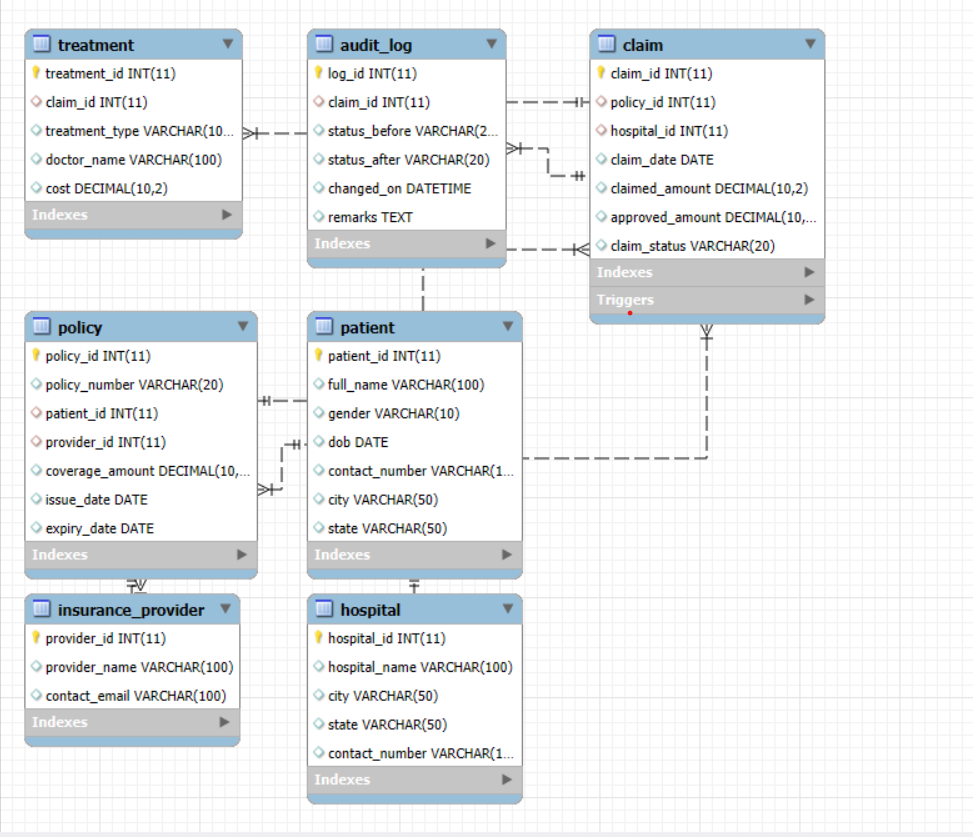 treatment
treatment_id INT(11)
claim_id INT(11)
treatment_type VARCHAR(10...
doctor_name VARCHAR(100)
cost DECIMAL(10,2)
Indexes
audit_log
log_id INT(11)
claim_id INT(11)
status_before VARCHAR(2...
status_after VARCHAR(20)
changed_on DATETIME
remarks TEXT
Indexes
claim
claim_id INT(11)
policy_id INT(11)
hospital_id INT(11)
claim_date DATE
claimed_amount DECIMAL(10,2)
approved_amount DECIMAL(10,...
claim_status VARCHAR(20)
Indexes
Triggers
policy
policy_id INT(11)
policy_number VARCHAR(20)
patient_id INT(11)
provider_id INT(11)
coverage_amount DECIMAL(10,...
issue_date DATE
expiry_date DATE
Indexes
patient
patient_id INT(11)
full_name VARCHAR(100)
gender VARCHAR(10)
dob DATE
contact_number VARCHAR(1...
city VARCHAR(50)
state VARCHAR(50)
Indexes
insurance_provider
provider_id INT(11)
provider_name VARCHAR(100)
contact_email VARCHAR(100)
Indexes
hospital
hospital_id INT(11)
hospital_name VARCHAR(100)
city VARCHAR(50)
state VARCHAR(50)
contact_number VARCHAR(1...
Indexes